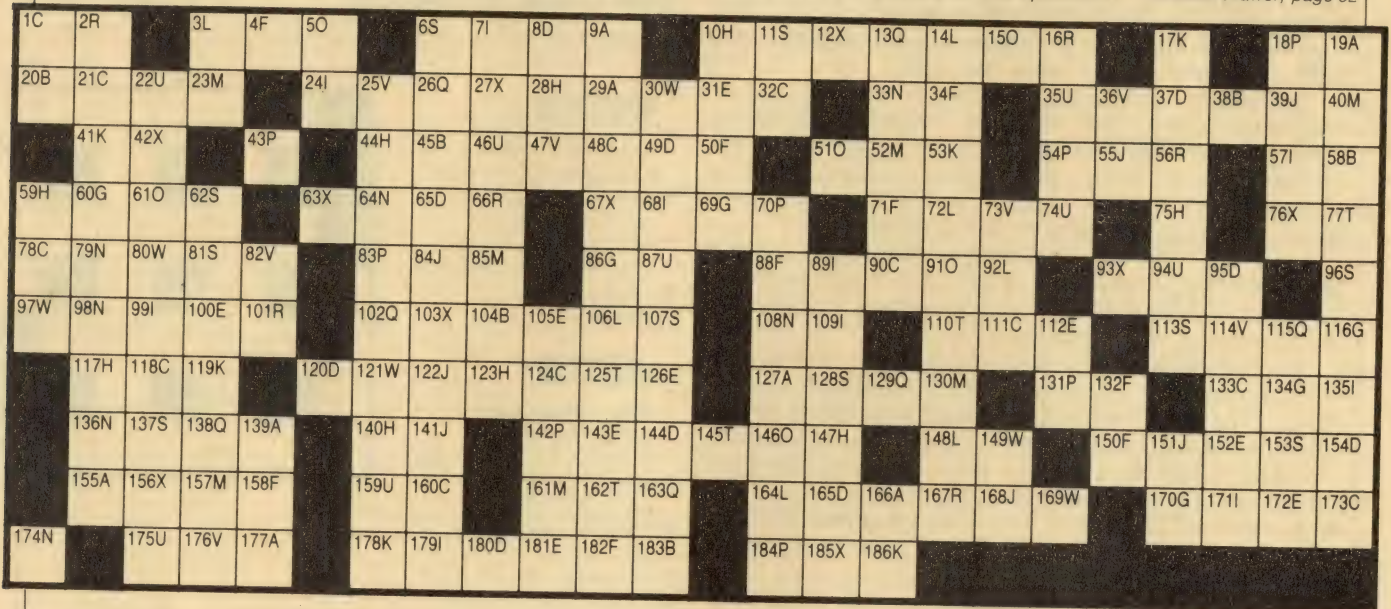 page 62
1C 2R 3L 4F 5O 6S 7I 8D 9A 10H 11S 12X 13Q 14L 15O 16R 17K 18P 19A
20B 21C 22U 23M 24I 25V 26Q 27X 28H 29A 30W 31E 32C 33N 34F 35U 36V 37D 38B 39J 40M
41K 42X 43P 44H 45B 46U 47V 48C 49D 50F 51O 52M 53K 54P 55J 56R 57I 58B
59H 60G 61O 62S 63X 64N 65D 66R 67X 68I 69G 70P 71F 72L 73V 74U 75H 76X 77T
78C 79N 80W 81S 82V 83P 84J 85M 86G 87U 88F 89I 90C 91O 92L 93X 94U 95D 96S
97W 98N 99I 100E 101R 102Q 103X 104B 105E 106L 107S 108N 109I 110T 111C 112E 113S 114V 115Q 116G
117H 118C 119K 120D 121W 122J 123H 124C 125T 126E 127A 128S 129Q 130M 131P 132F 133C 134G 135I
136N 137S 138Q 139A 140H 141J 142P 143E 144D 145T 146O 147H 148L 149W 150F 151J 152E 153S 154D
155A 156X 157M 158F 159U 160C 161M 162T 163Q 164L 165D 166A 167R 168J 169W 170G 171I 172E 173C
174N 175U 176V 177A 178K 179I 180D 181E 182F 183B 184P 185X 186K